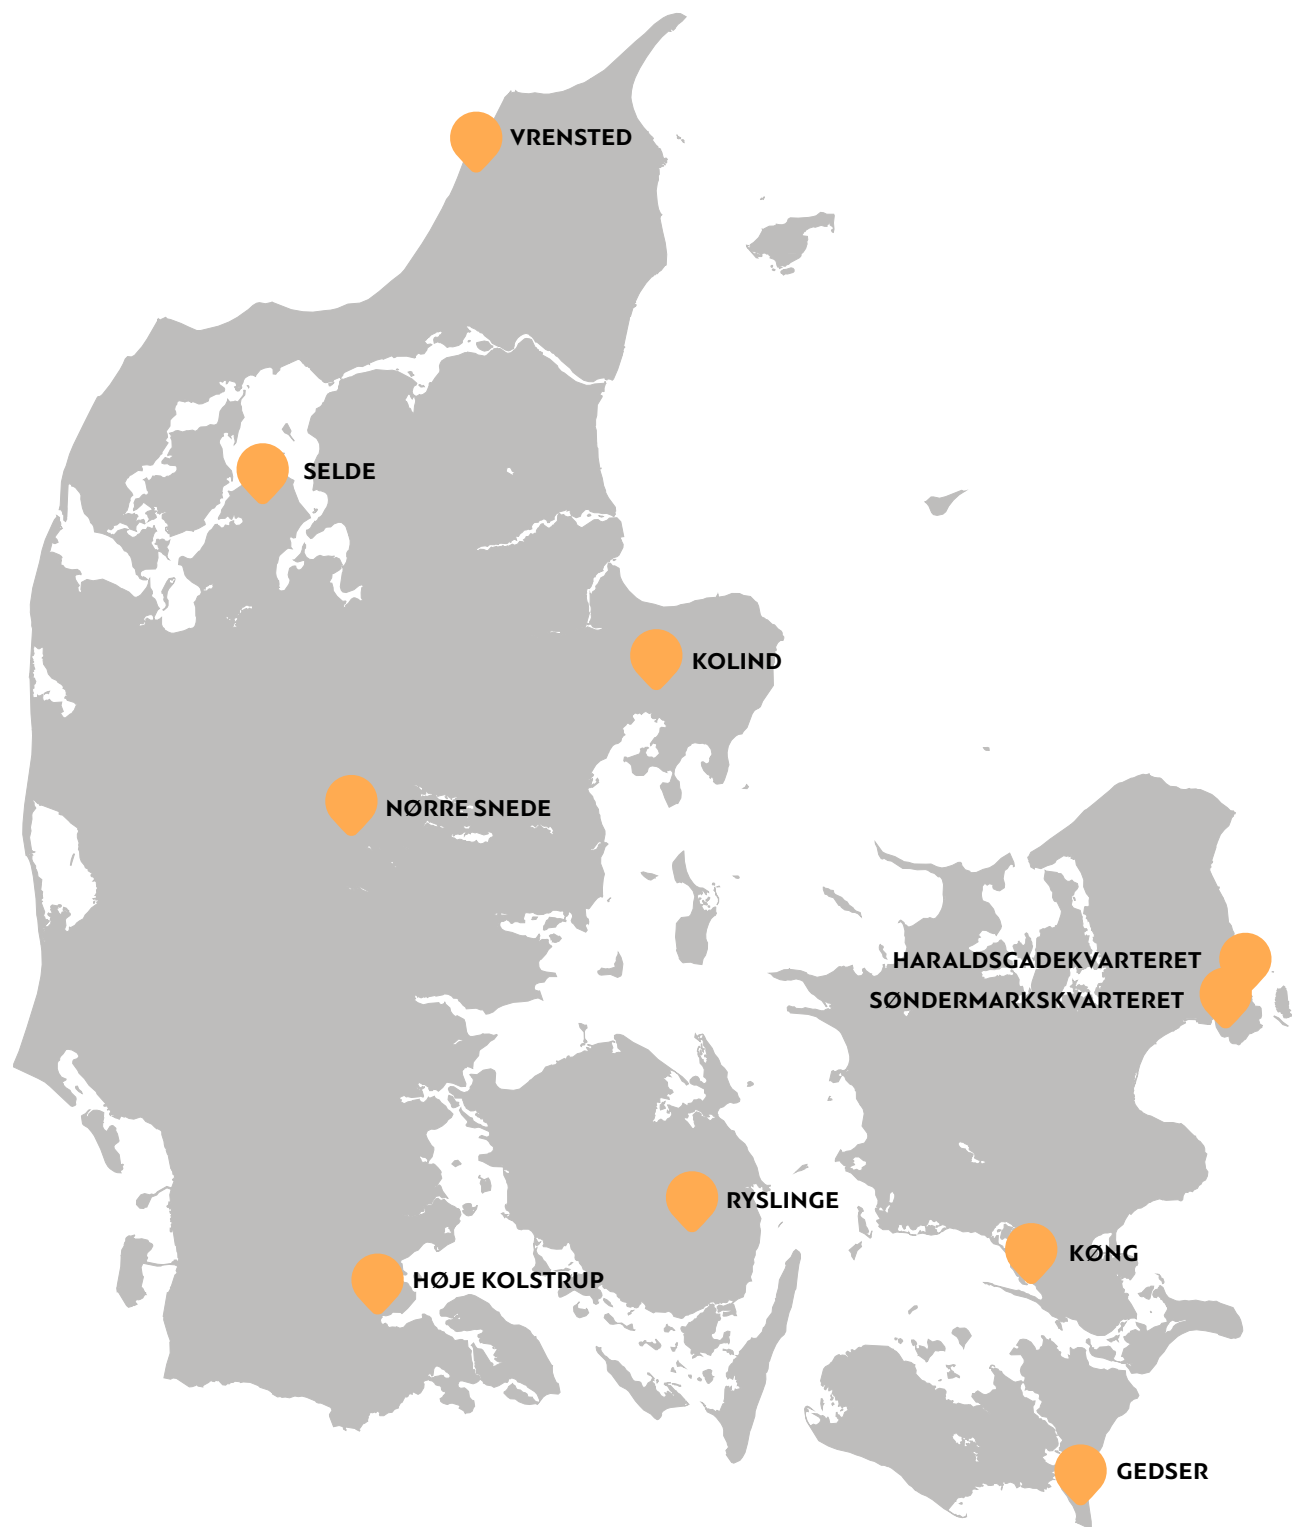 VRENSTED
SELDE
KOLIND
NØRRE SNEDE
HARALDSGADEKVARTERET
SØNDERMARKSKVARTERET
RYSLINGE
KØNG
HØJE KOLSTRUP
GEDSER